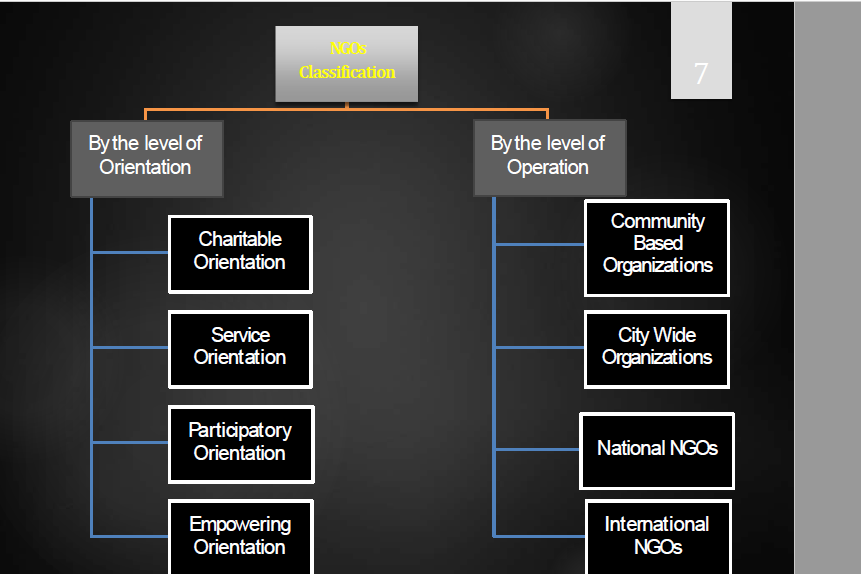 NGOs
Classification
7
By the level of
Orientation
Charitable
Orientation
Service
Orientation
Participatory
Orientation
Empowering
Orientation
By the level of
Operation
Community
Based
Organizations
City Wide
Organizations
National NGOs
International
NGOs